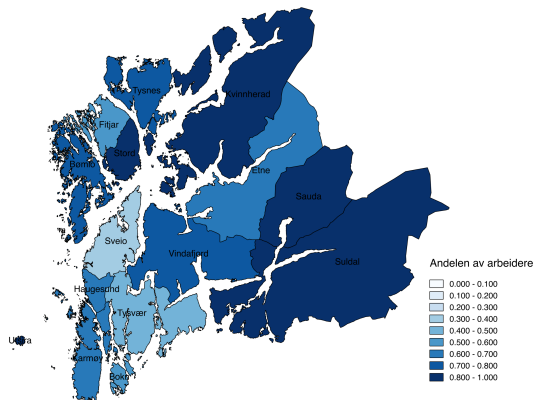 Tysnes
Kvinnherad
Fitjar
Stord
Bømlo
Etne
Sauda
Sveio
Vindafjord
Suldal
Haugesund
Tysvær
Utsira
Karmøy
Bokn
Andelen av arbeidere
0.000 - 0.100
0.100 - 0.200
0.200 - 0.300
0.300 - 0.400
0.400 - 0.500
0.500 - 0.600
0.600 - 0.700
0.700 - 0.800
0.800 - 1.000